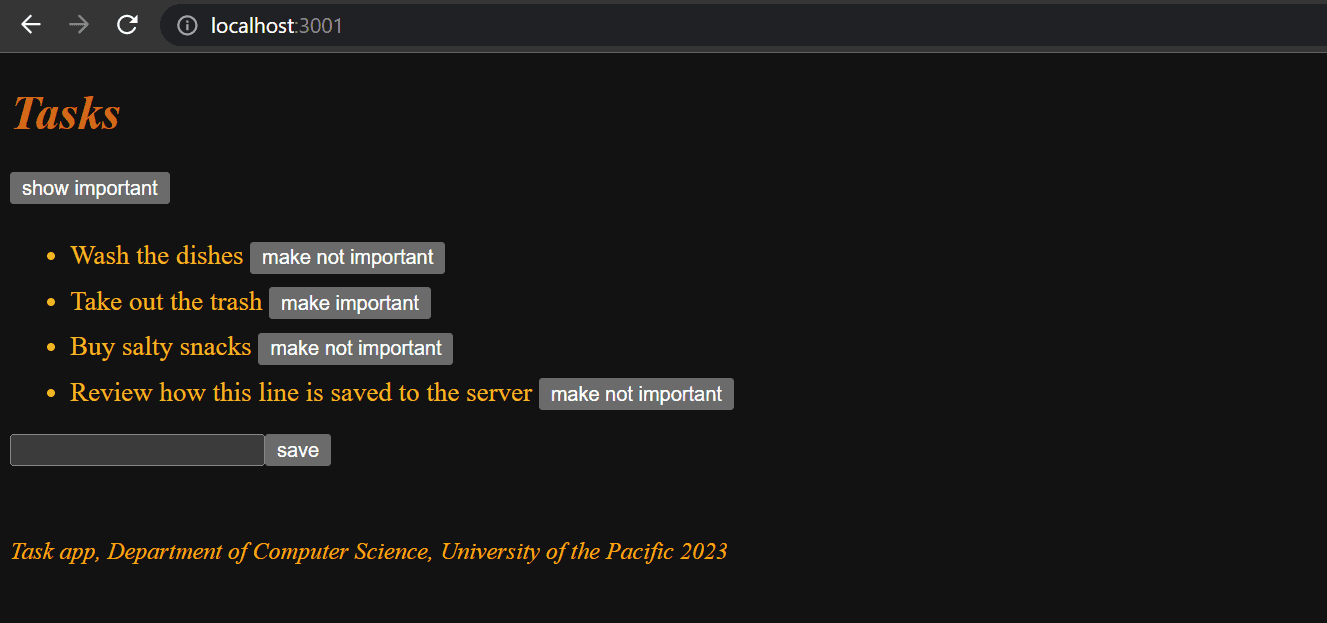 localhost:3001
Tasks
show important
Wash the dishes make not important
Take out the trash make important
Buy salty snacks make not important
Review how this line is saved to the server make not important
save
Task app, Department of Computer Science, University of the Pacific 2023